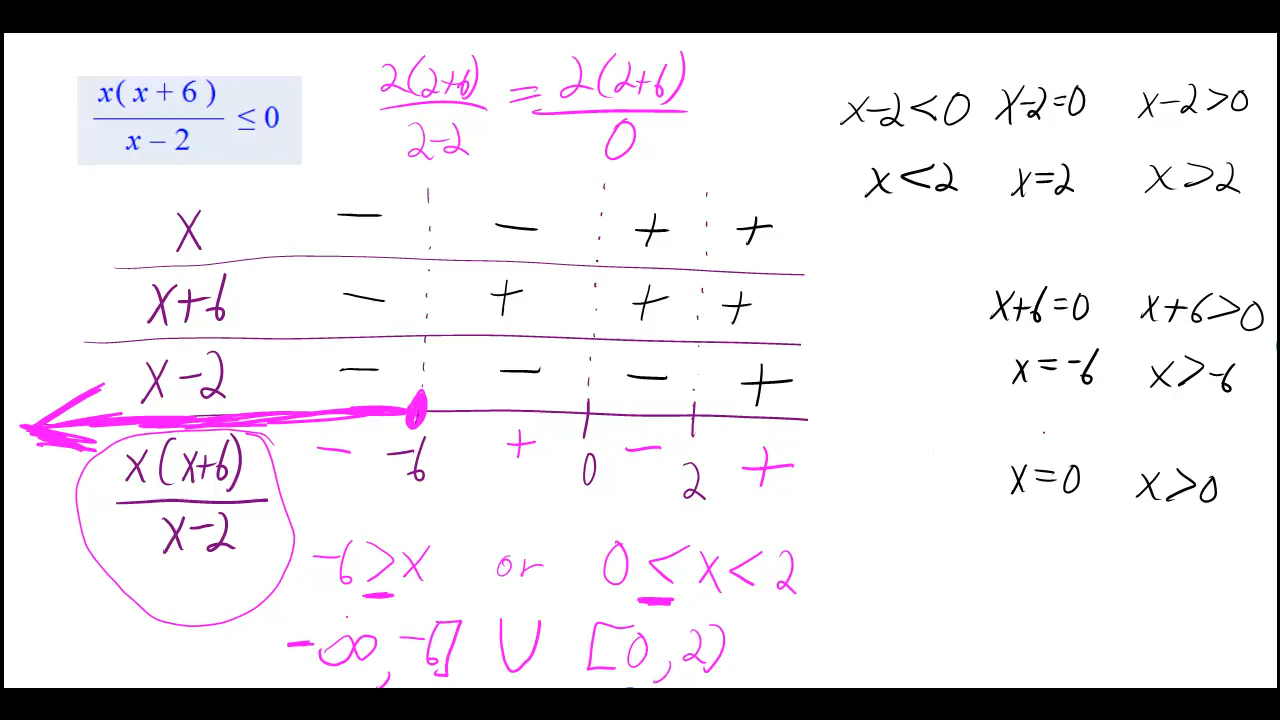 x(x+6)/(x-2) ≤ 0
2(2+6)/(2-2) = 2(2+6)/0
x-2<0 x-2=0 x-2>0
x<2 x=2 x>2
x - - + +
x+6 - + + +
x+6=0 x+6>0
x-2 - - - +
x=-6 x>-6
x(x+6)/(x-2) - -6 + 0 - 2 +
x=0 x>0
-6≥x or 0≤x<2
-∞,-6] ∪ [0,2)